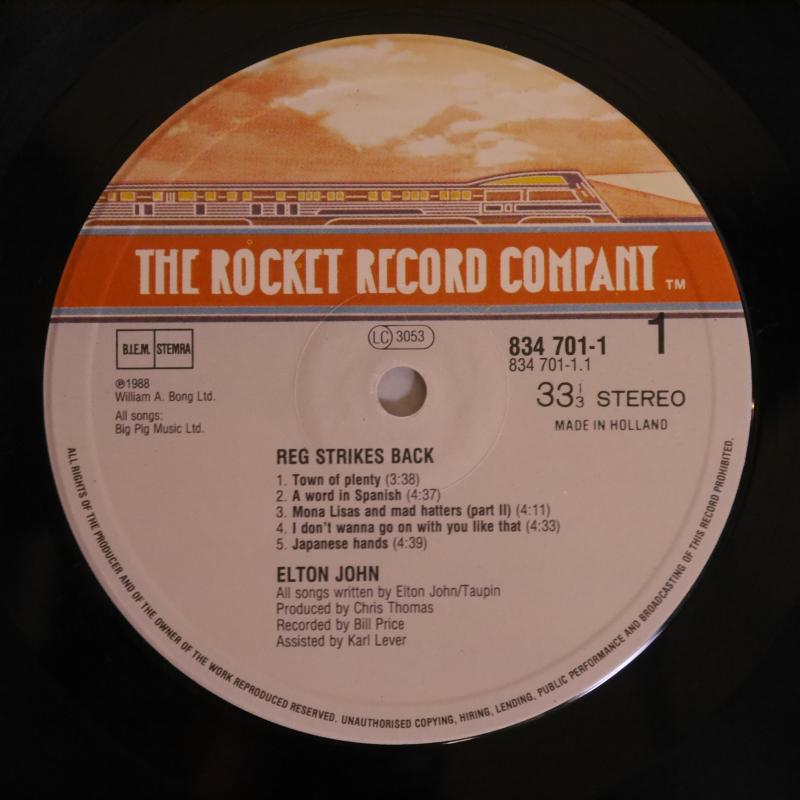 THE ROCKET RECORD COMPANY ™
B.I.E.M. STEMRA
LC 3053
834 701-1
1
834 701-1.1
33 1/3 STEREO
MADE IN HOLLAND
℗1988
William A. Bong Ltd.
All songs:
Big Pig Music Ltd.
REG STRIKES BACK
1. Town of plenty (3:38)
2. A word in Spanish (4:37)
3. Mona Lisas and mad hatters (part II) (4:11)
4. I don't wanna go on with you like that (4:33)
5. Japanese hands (4:39)
ELTON JOHN
All songs written by Elton John/Taupin
Produced by Chris Thomas
Recorded by Bill Price
Assisted by Karl Lever
ALL RIGHTS OF THE PRODUCER AND OF THE OWNER OF THE WORK REPRODUCED RESERVED. UNAUTHORISED COPYING, HIRING, LENDING, PUBLIC PERFORMANCE AND BROADCASTING OF THIS RECORD PROHIBITED.